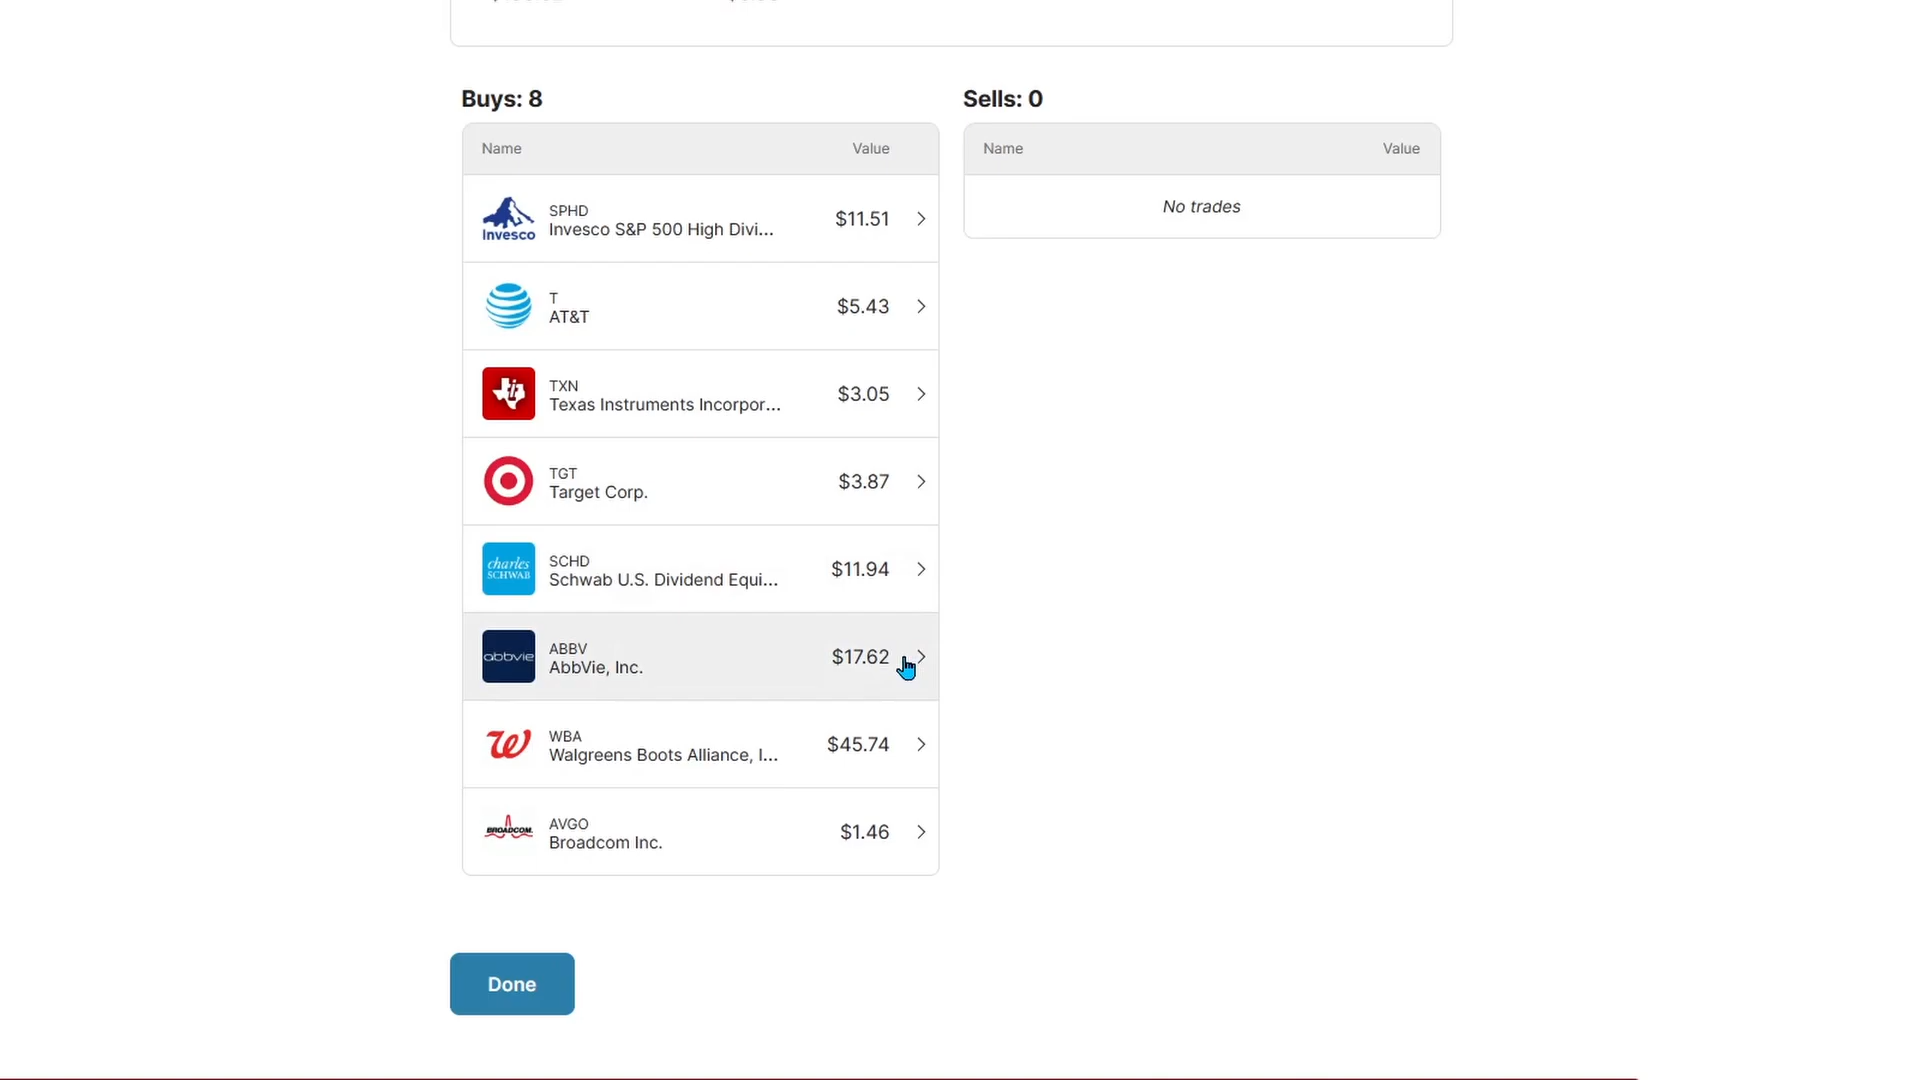 Buys: 8
Sells: 0
Name Value
Name Value
No trades
Invesco
SPHD
Invesco S&P 500 High Divi...
$11.51
T
AT&T
$5.43
TXN
Texas Instruments Incorpor...
$3.05
TGT
Target Corp.
$3.87
charles
SCHWAB
SCHD
Schwab U.S. Dividend Equi...
$11.94
abbvie
ABBV
AbbVie, Inc.
$17.62
WBA
Walgreens Boots Alliance, I...
$45.74
BROADCOM
AVGO
Broadcom Inc.
$1.46
Done